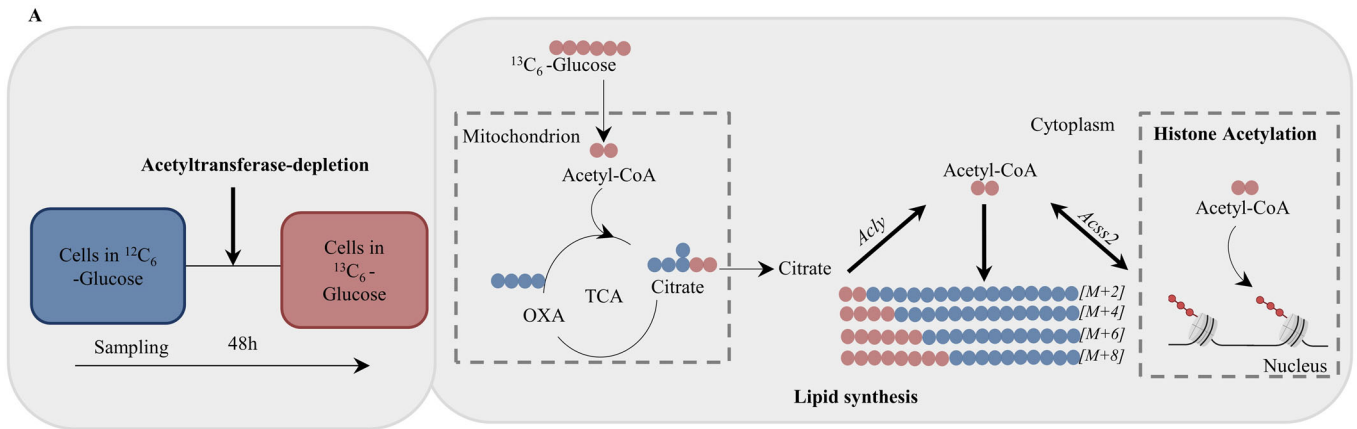 A
Acetyltransferase-depletion
Cells in ¹²C₆
-Glucose
Cells in
¹³C₆ -
Glucose
Sampling
48h
¹³C₆ -Glucose
Mitochondrion
Acetyl-CoA
OXA
TCA
Citrate
Citrate
Acly
Cytoplasm
Acetyl-CoA
Acss2
[M+2]
[M+4]
[M+6]
[M+8]
Lipid synthesis
Histone Acetylation
Acetyl-CoA
Nucleus